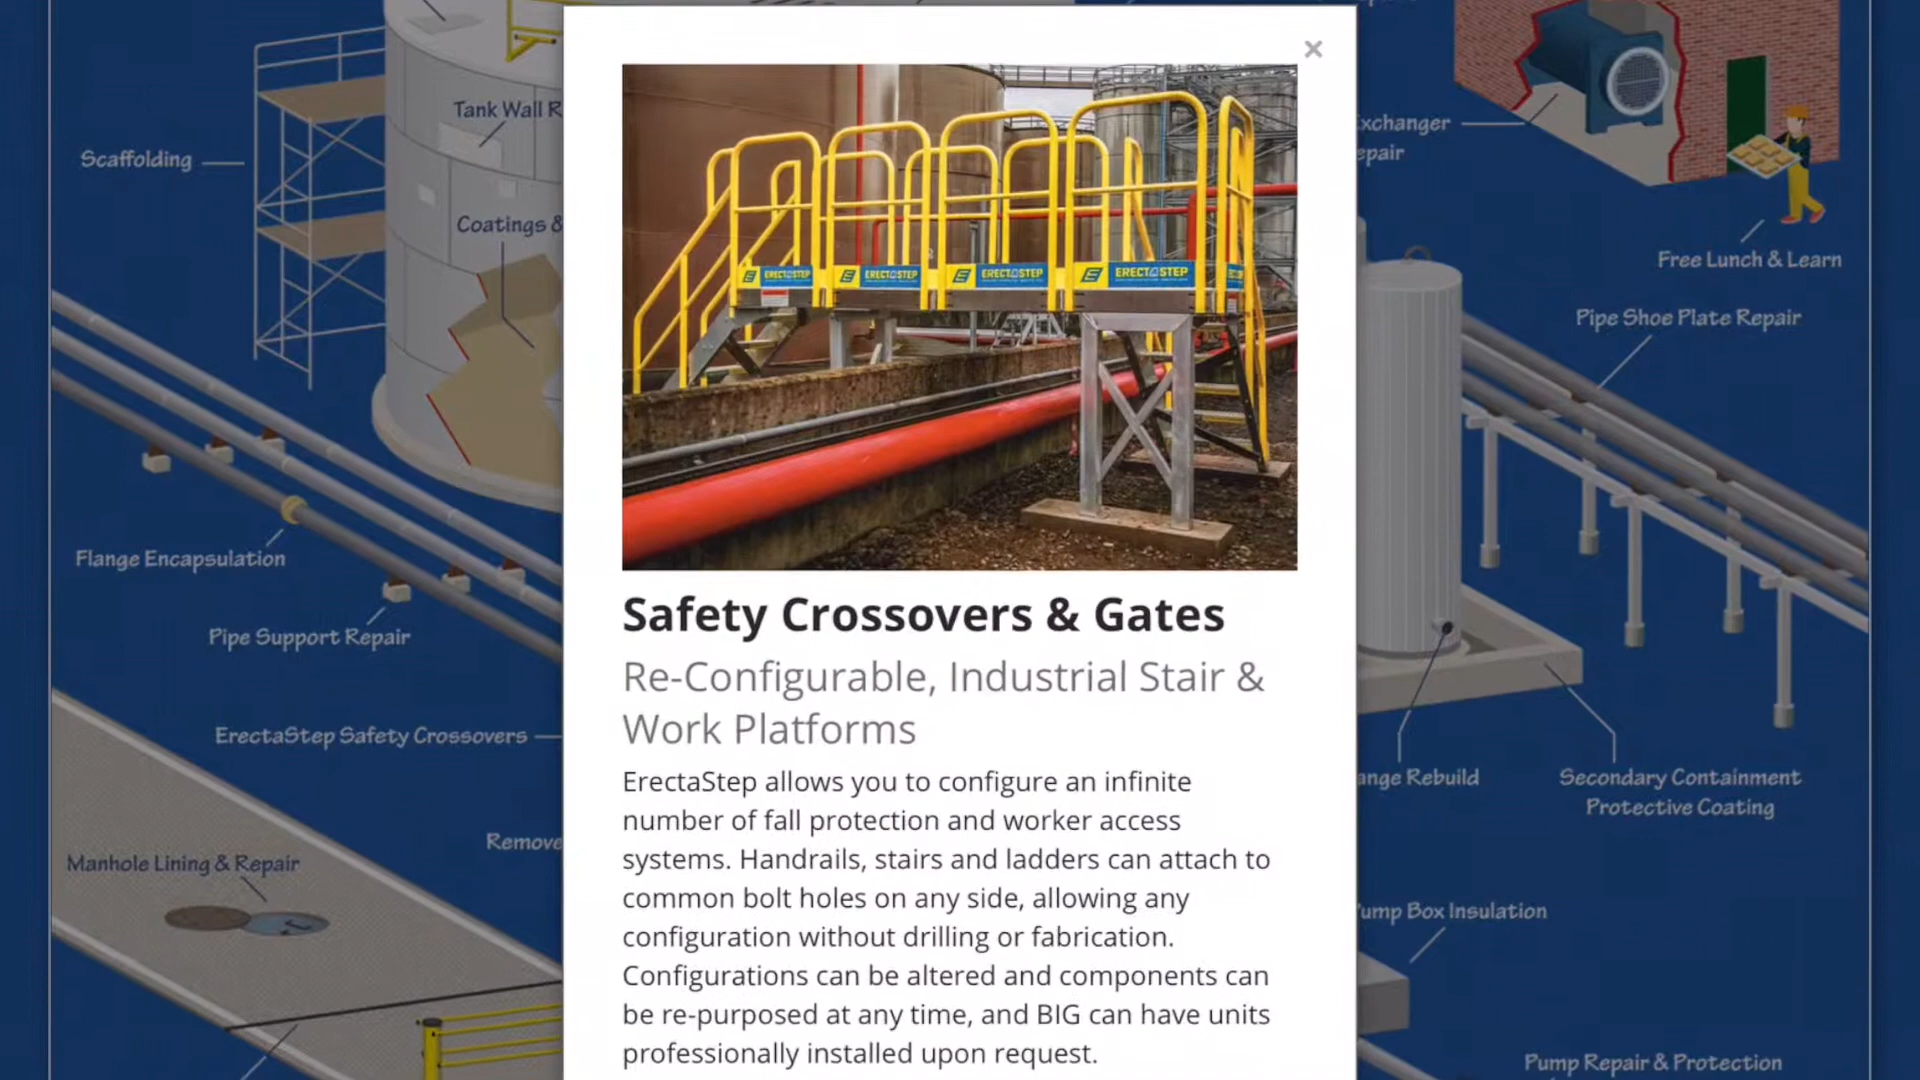 Tank Wall R
Scaffolding
Coatings &
xchanger
epair
Free Lunch & Learn
Pipe Shoe Plate Repair
ERECTASTEP
ERECTASTEP
ERECTASTEP
ERECTASTEP
Flange Encapsulation
Pipe Support Repair
ErectaStep Safety Crossovers
Manhole Lining & Repair
Remove
Safety Crossovers & Gates
Re-Configurable, Industrial Stair &
Work Platforms
ErectaStep allows you to configure an infinite
number of fall protection and worker access
systems. Handrails, stairs and ladders can attach to
common bolt holes on any side, allowing any
configuration without drilling or fabrication.
Configurations can be altered and components can
be re-purposed at any time, and BIG can have units
professionally installed upon request.
ange Rebuild
Secondary Containment
Protective Coating
ump Box Insulation
Pump Repair & Protection